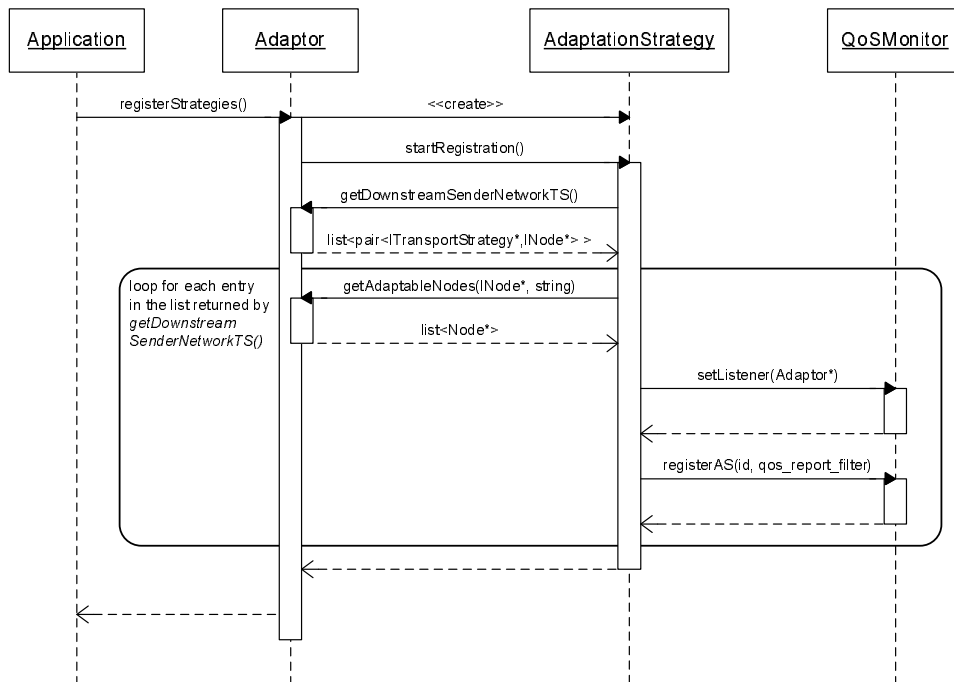 Application
Adaptor
AdaptationStrategy
QoSMonitor
registerStrategies()
<<create>>
startRegistration()
getDownstreamSenderNetworkTS()
list<pair<ITransportStrategy*,INode*> >
loop for each entry
in the list returned by
getDownstream
SenderNetworkTS()
getAdaptableNodes(INode*, string)
list<Node*>
setListener(Adaptor*)
registerAS(id, qos_report_filter)